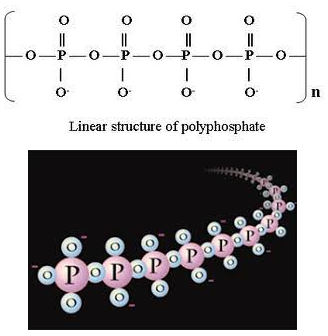 O O O O
O P O P O P O P O
O- O- O- O- n
Linear structure of polyphosphate
O O O O O
O P O P O P O P O P O P O P P P
O O O O